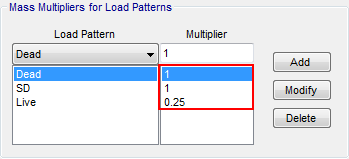 Mass Multipliers for Load Patterns
Load Pattern Multiplier
Dead 1 Add
Dead 1
SD 1 Modify
Live 0.25
Delete